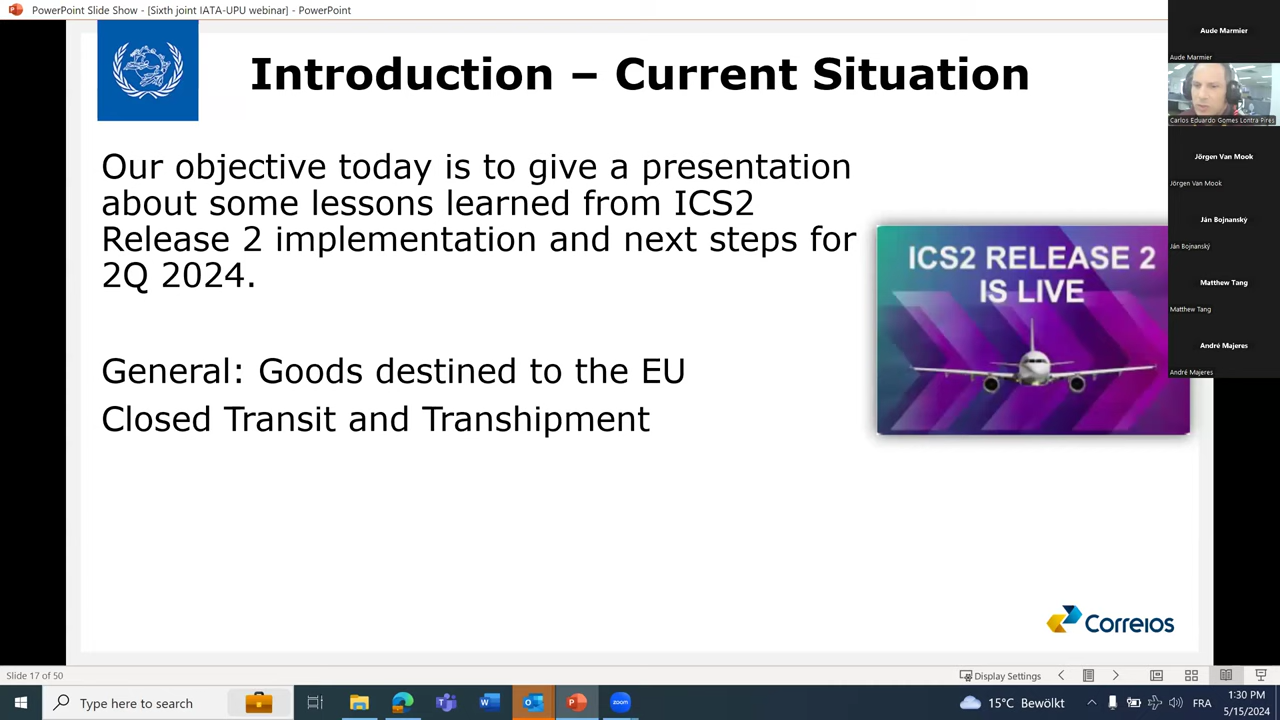 PowerPoint Slide Show - [Sixth joint IATA-UPU webinar] - PowerPoint
Introduction – Current Situation
Our objective today is to give a presentation
about some lessons learned from ICS2
Release 2 implementation and next steps for
2Q 2024.
General: Goods destined to the EU
Closed Transit and Transhipment
ICS2 RELEASE 2
IS LIVE
Correios
Aude Marmier
Aude Marmier
Carlos Eduardo Gomes Lontra Pires
Jörgen Van Mook
Jörgen Van Mook
Ján Bojnanský
Ján Bojnanský
Matthew Tang
Matthew Tang
André Majeres
André Majeres
Slide 17 of 50
Display Settings
Type here to search
zoom
15°C Bewölkt
FRA
1:30 PM
5/15/2024